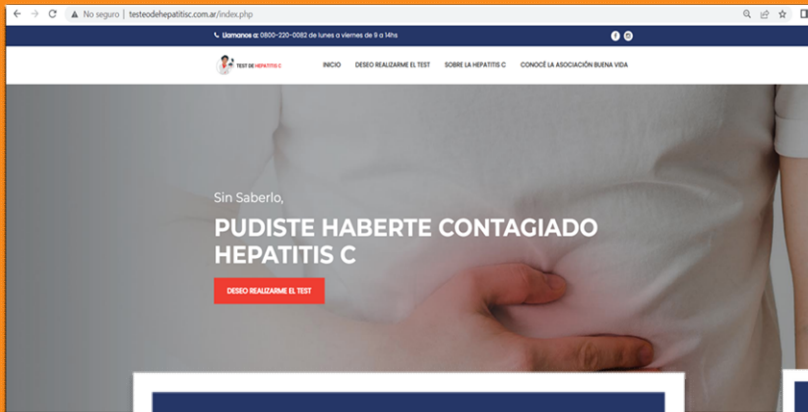 No seguro | testeodehepatitisc.com.ar/index.php
Llamanos a: 0800-220-0082 de lunes a viernes de 9 a 14hs
TEST DE HEPATITIS C
INICIO DESEO REALIZARME EL TEST SOBRE LA HEPATITIS C CONOCÉ LA ASOCIACIÓN BUENA VIDA
Sin Saberlo,
PUDISTE HABERTE CONTAGIADO
HEPATITIS C
DESEO REALIZARME EL TEST